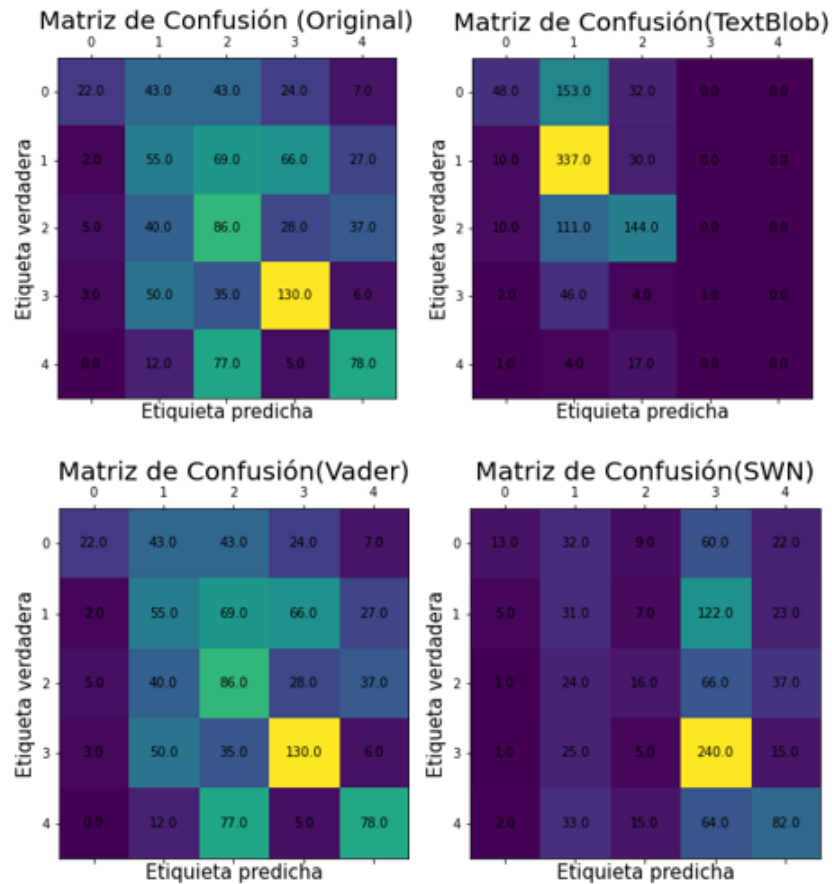 Matriz de Confusión (Original)
0 1 2 3 4
0 22.0 43.0 43.0 24.0 7.0
1 2.0 55.0 69.0 66.0 27.0
2 5.0 40.0 86.0 28.0 37.0
3 3.0 50.0 35.0 130.0 6.0
4 0.0 12.0 77.0 5.0 78.0
Etiqueta verdadera
Etiquieta predicha
Matriz de Confusión(TextBlob)
0 1 2 3 4
0 48.0 153.0 32.0 0.0 0.0
1 10.0 337.0 30.0 0.0 0.0
2 10.0 111.0 144.0 0.0 0.0
3 2.0 46.0 4.0 1.0 0.0
4 1.0 4.0 17.0 0.0 0.0
Etiqueta verdadera
Etiquieta predicha
Matriz de Confusión(Vader)
0 1 2 3 4
0 22.0 43.0 43.0 24.0 7.0
1 2.0 55.0 69.0 66.0 27.0
2 5.0 40.0 86.0 28.0 37.0
3 3.0 50.0 35.0 130.0 6.0
4 0.0 12.0 77.0 5.0 78.0
Etiqueta verdadera
Etiquieta predicha
Matriz de Confusión(SWN)
0 1 2 3 4
0 13.0 32.0 9.0 60.0 22.0
1 5.0 31.0 7.0 122.0 23.0
2 1.0 24.0 16.0 66.0 37.0
3 1.0 25.0 5.0 240.0 15.0
4 2.0 33.0 15.0 64.0 82.0
Etiqueta verdadera
Etiquieta predicha